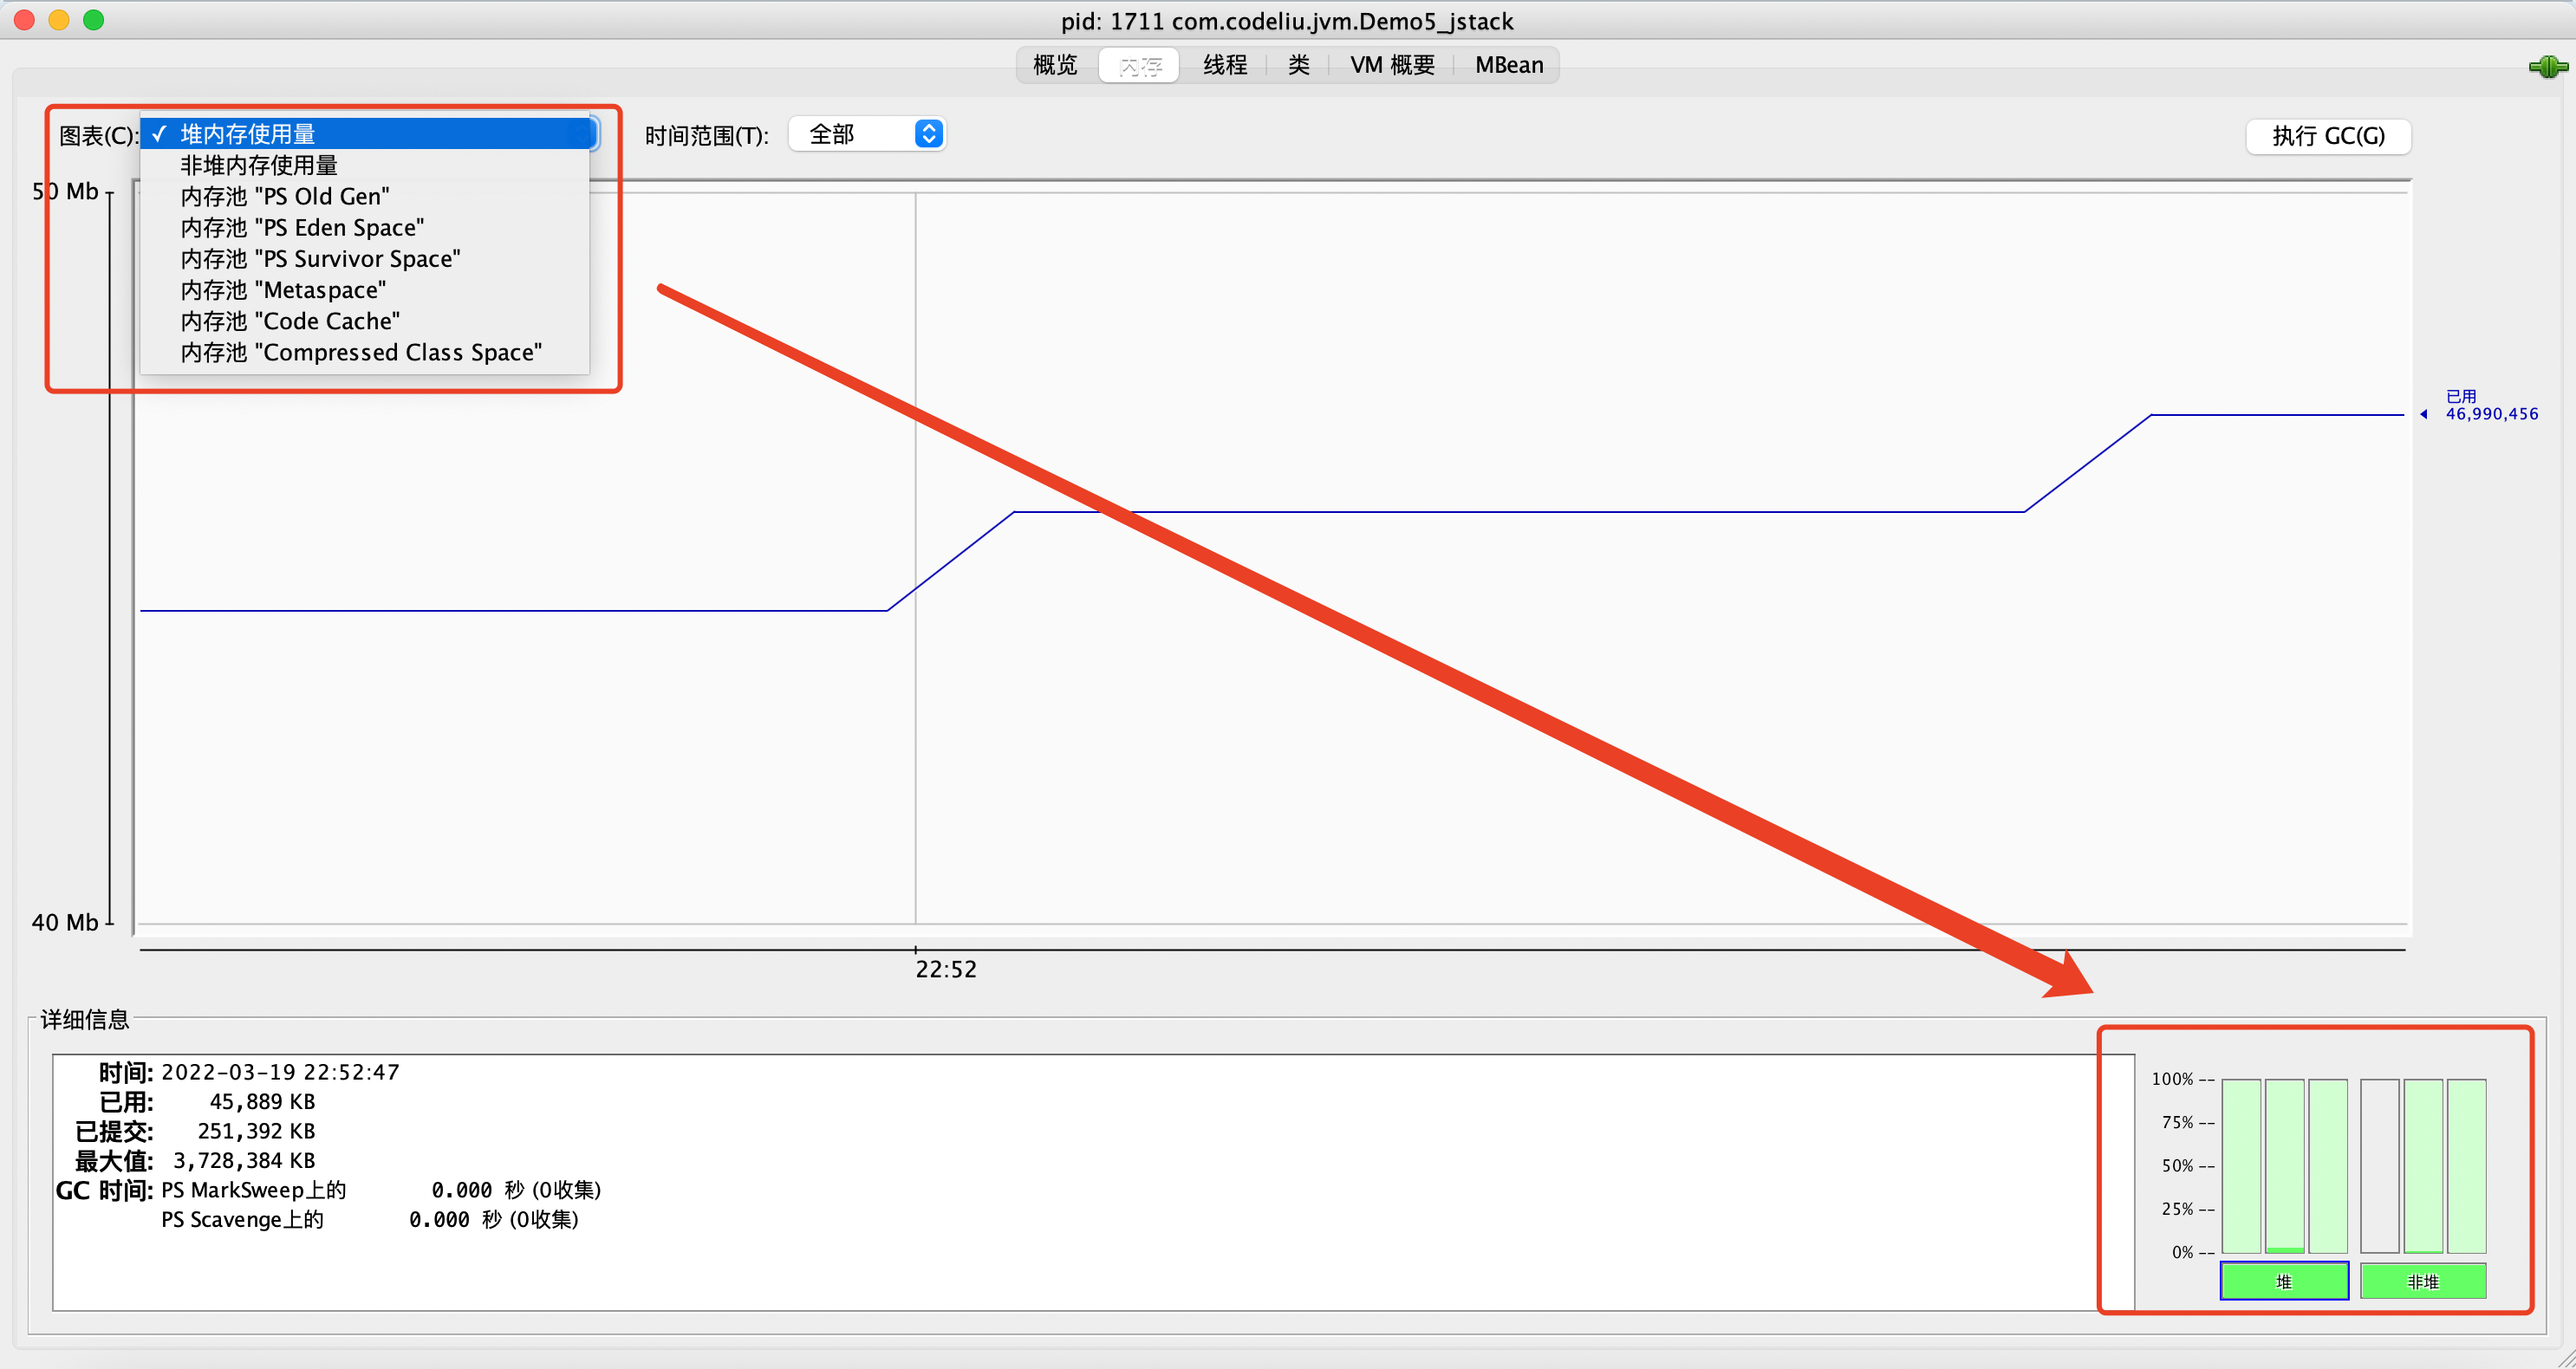 pid: 1711 com.codeliu.jvm.Demo5_jstack
概览 内存 线程 类 VM 概要 MBean
图表(C): ✓ 堆内存使用量 时间范围(T): 全部 执行 GC(G)
非堆内存使用量
内存池 "PS Old Gen"
内存池 "PS Eden Space"
内存池 "PS Survivor Space"
内存池 "Metaspace"
内存池 "Code Cache"
内存池 "Compressed Class Space"
50 Mb
已用
46,990,456
40 Mb
22:52
详细信息
时间: 2022-03-19 22:52:47
已用: 45,889 KB
已提交: 251,392 KB
最大值: 3,728,384 KB
GC 时间: PS MarkSweep上的 0.000 秒 (0收集)
PS Scavenge上的 0.000 秒 (0收集)
100% --
75% --
50% --
25% --
0% --
堆 非堆